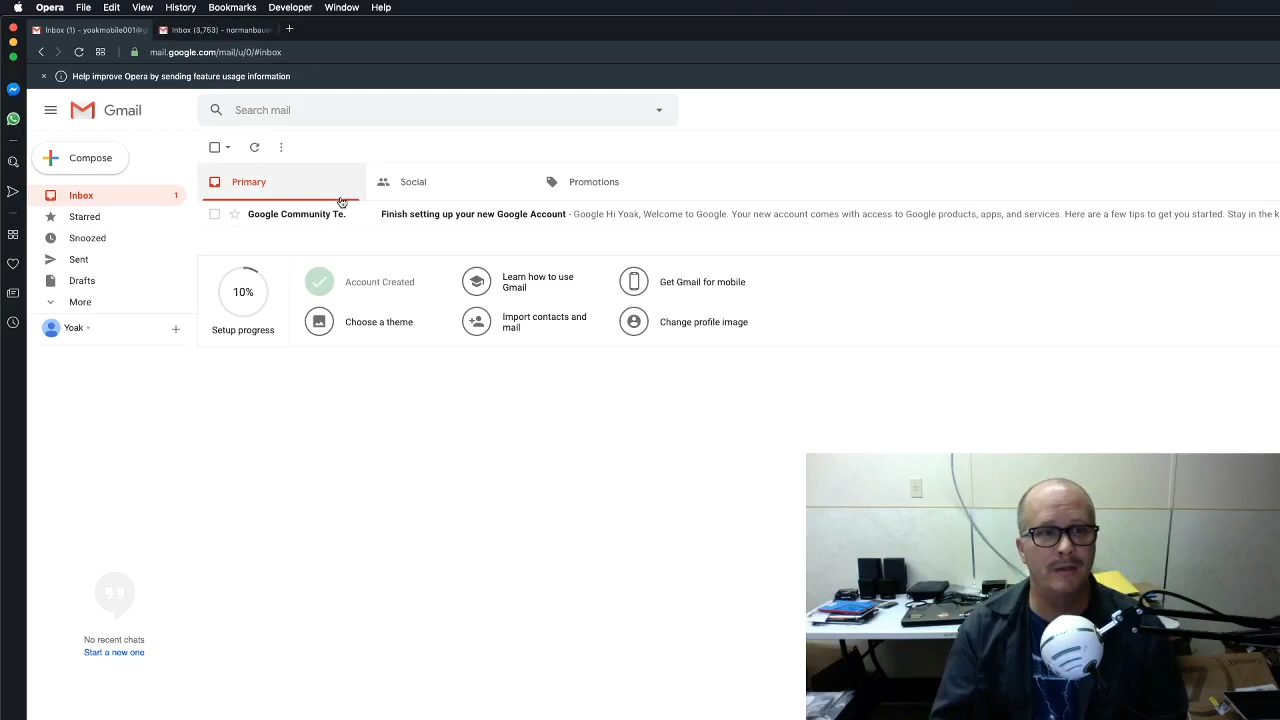 Opera File Edit View History Bookmarks Developer Window Help
Inbox (1) - yoakmobile001@g Inbox (3,753) - normanbaue
mail.google.com/mail/u/0/#inbox
Help improve Opera by sending feature usage information
Gmail
Search mail
Compose
Inbox 1
Starred
Snoozed
Sent
Drafts
More
Yoak
Primary Social Promotions
Google Community Te. Finish setting up your new Google Account - Google Hi Yoak, Welcome to Google. Your new account comes with access to Google products, apps, and services. Here are a few tips to get you started. Stay in the k
10%
Setup progress
Account Created
Learn how to use
Gmail
Get Gmail for mobile
Choose a theme
Import contacts and
mail
Change profile image
No recent chats
Start a new one